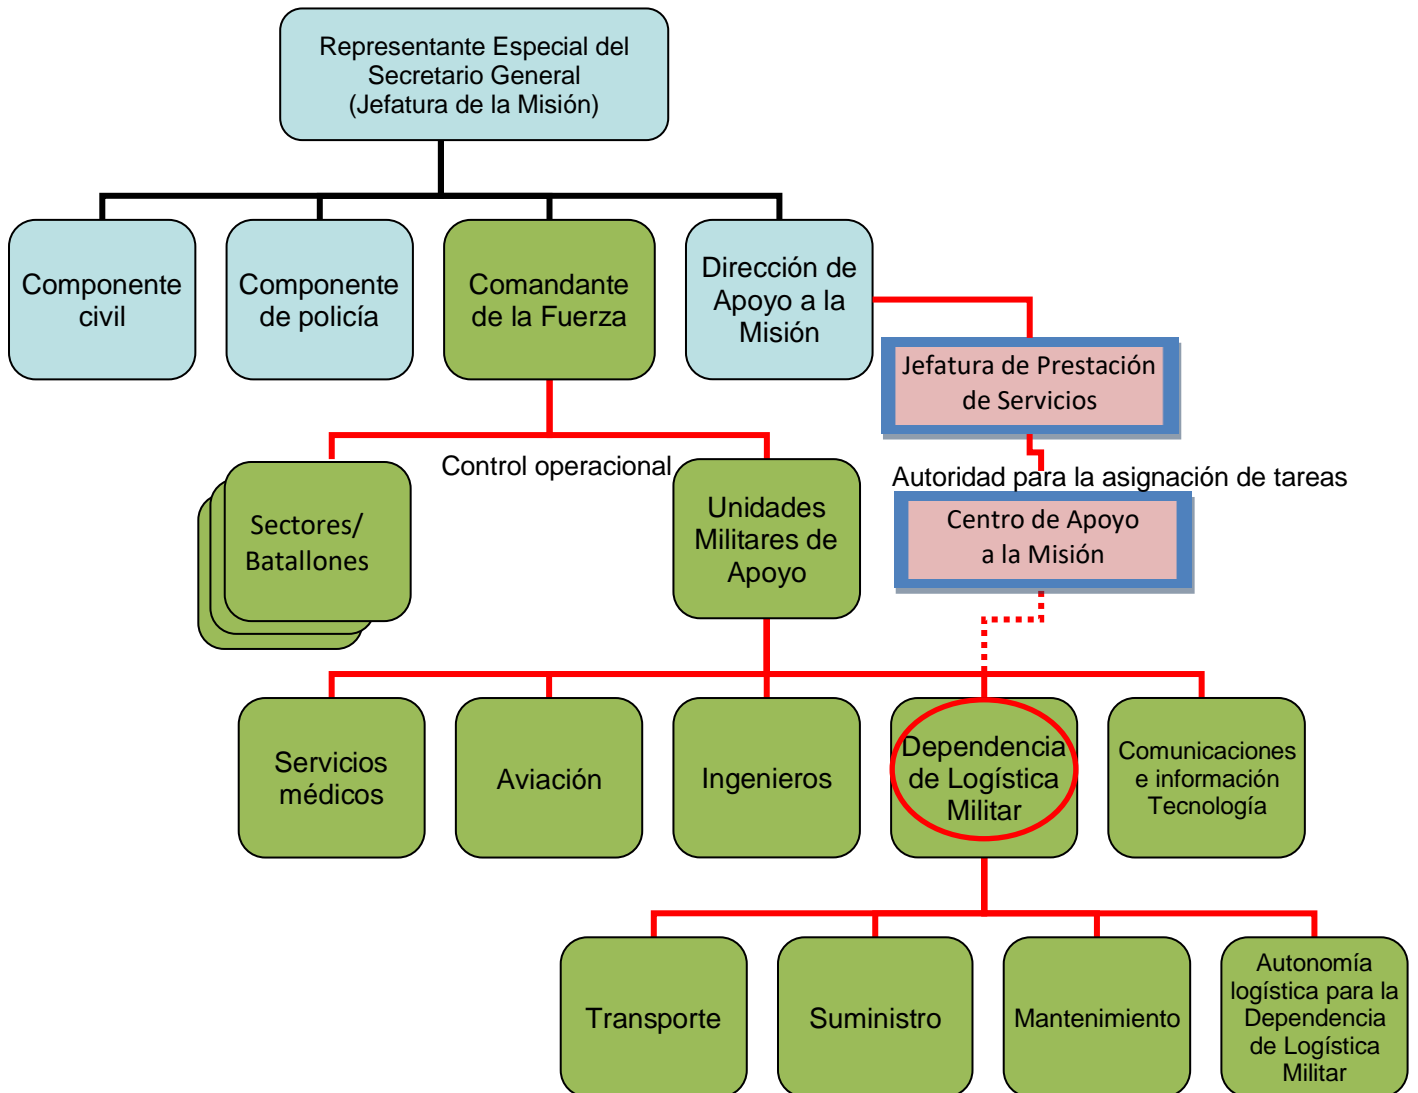 Representante Especial del
Secretario General
(Jefatura de la Misión)
Componente
civil
Componente
de policía
Comandante
de la Fuerza
Dirección de
Apoyo a la
Misión
Jefatura de Prestación
de Servicios
Control operacional
Autoridad para la asignación de tareas
Sectores/
Batallones
Unidades
Militares de
Apoyo
Centro de Apoyo
a la Misión
Servicios
médicos
Aviación
Ingenieros
Dependencia
de Logística
Militar
Comunicaciones
e información
Tecnología
Transporte
Suministro
Mantenimiento
Autonomía
logística para la
Dependencia
de Logística
Militar